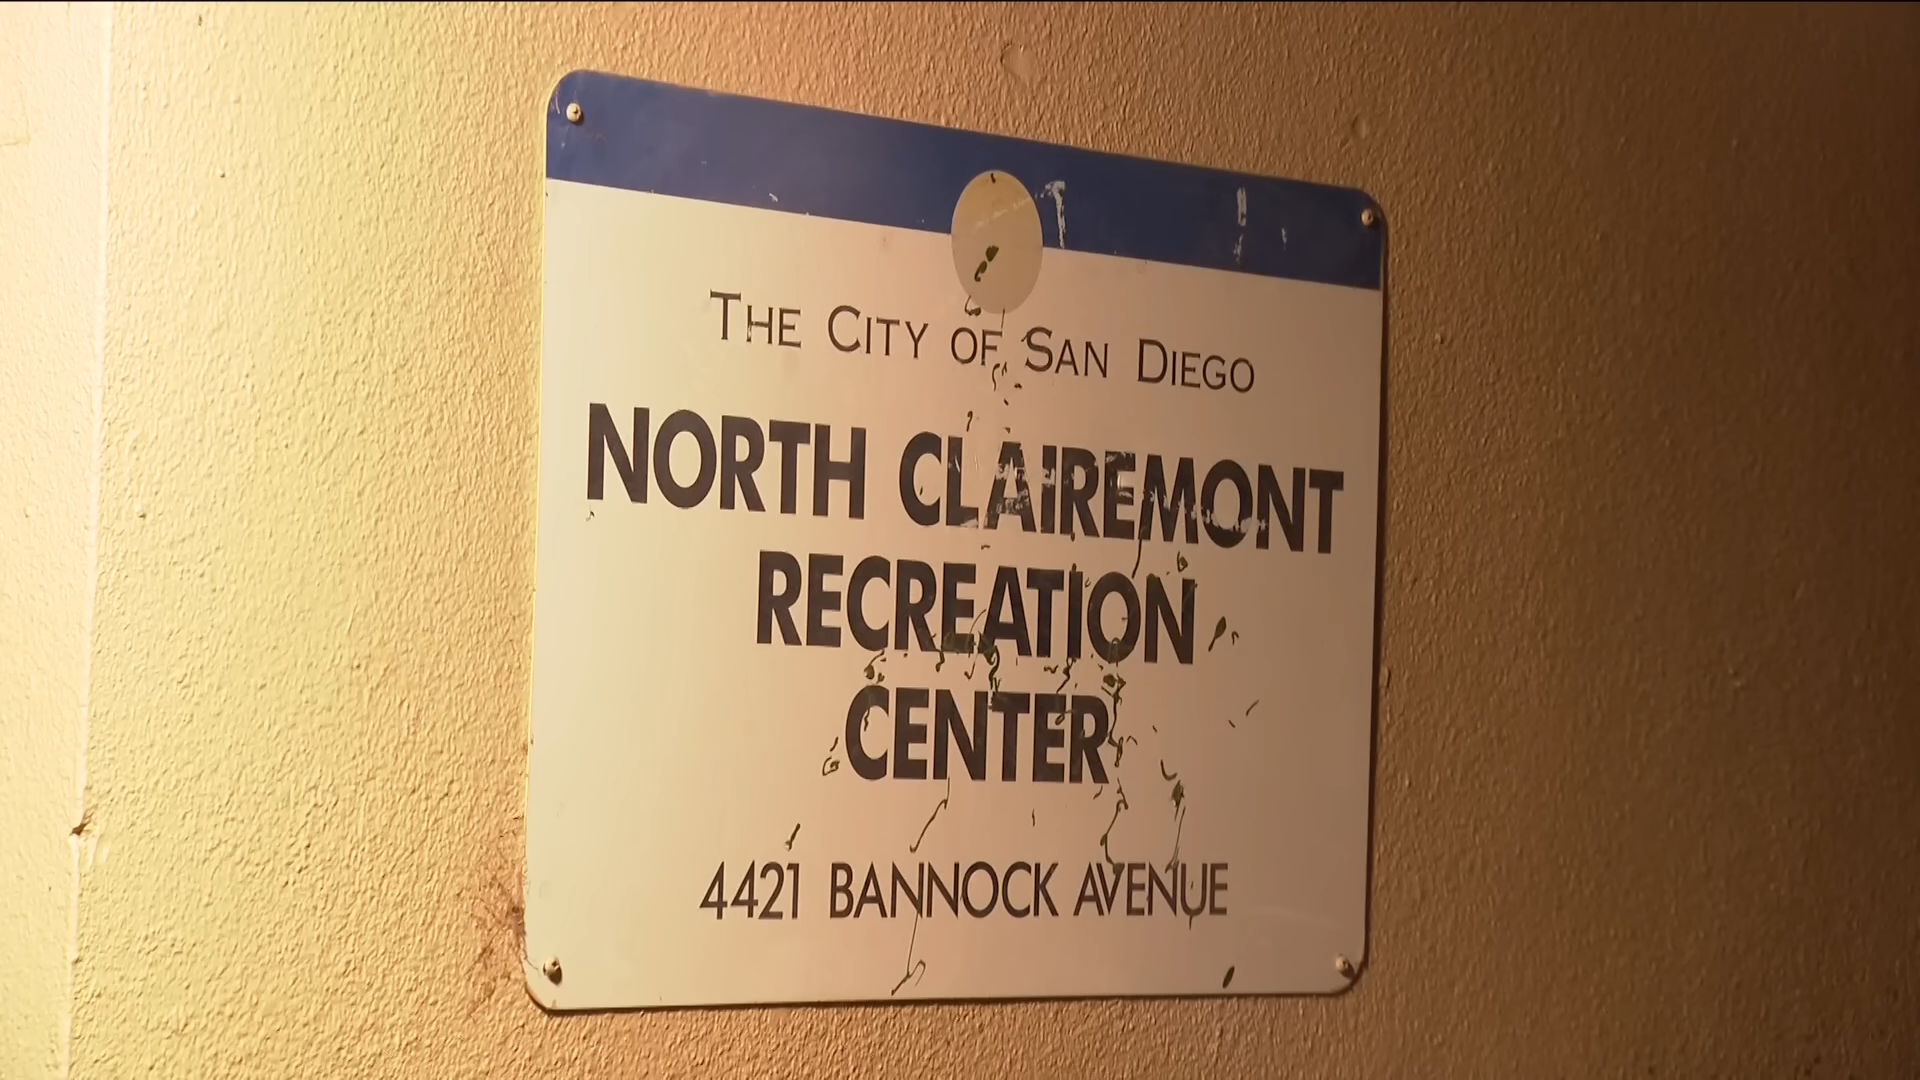 THE CITY OF SAN DIEGO
NORTH CLAIREMONT
RECREATION
CENTER
4421 BANNOCK AVENUE